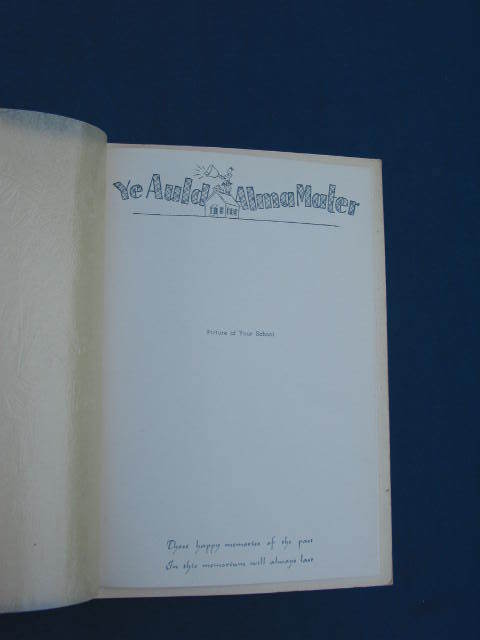 Ye Auld Alma Mater
Picture of Your School
These happy memories of the past
In this memorium will always last